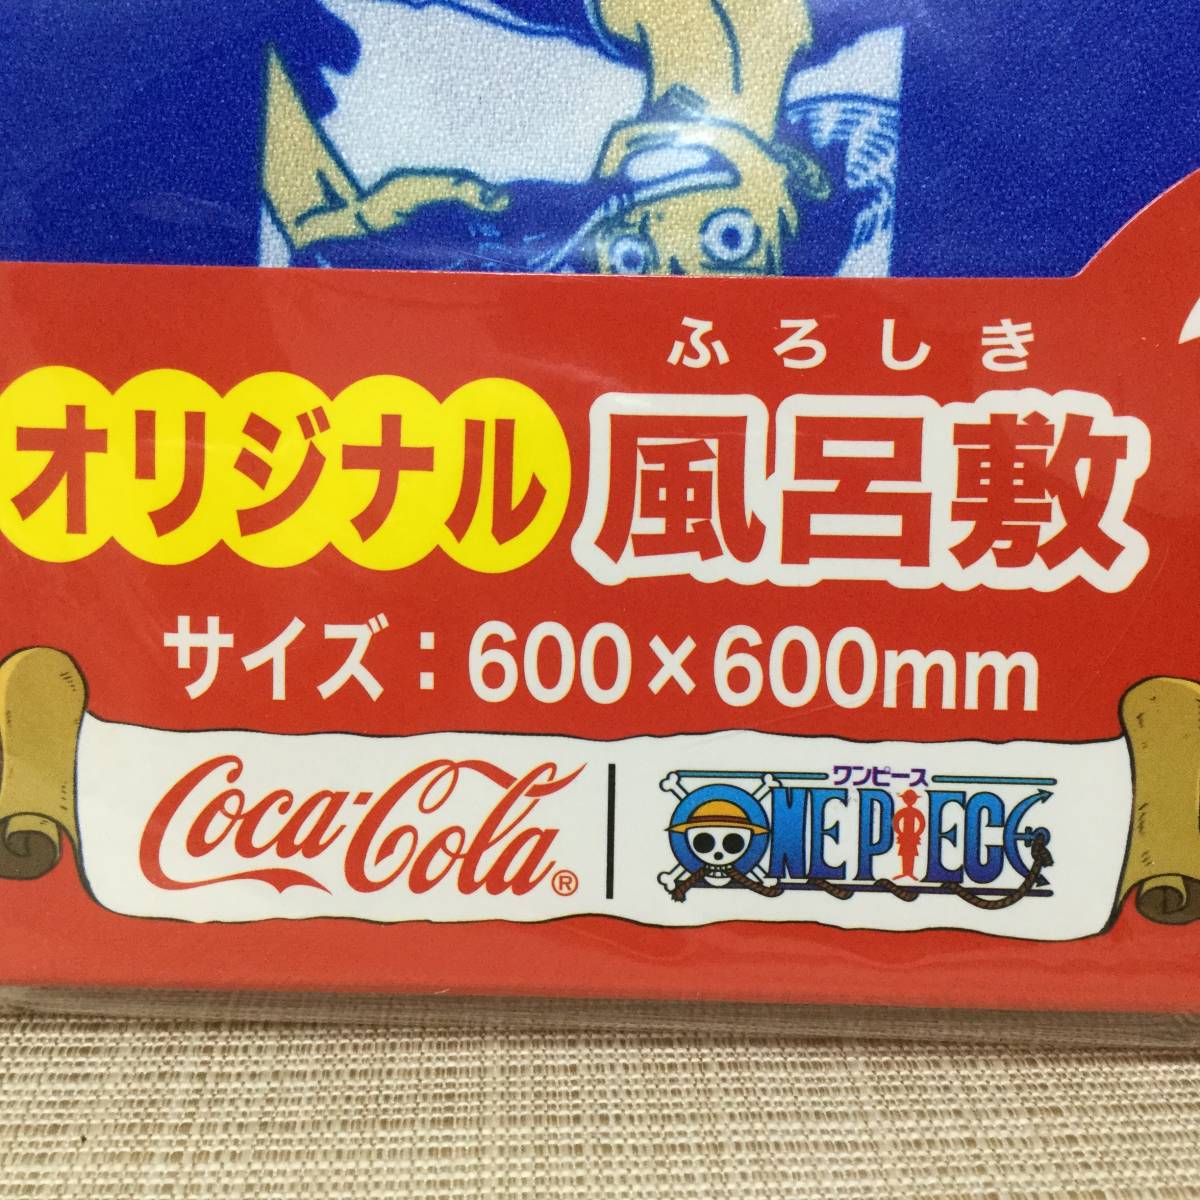 ふろしき
オリジナル 風呂敷
サイズ：600×600mm
Coca-Cola®
ワンピース
ONE PIECE